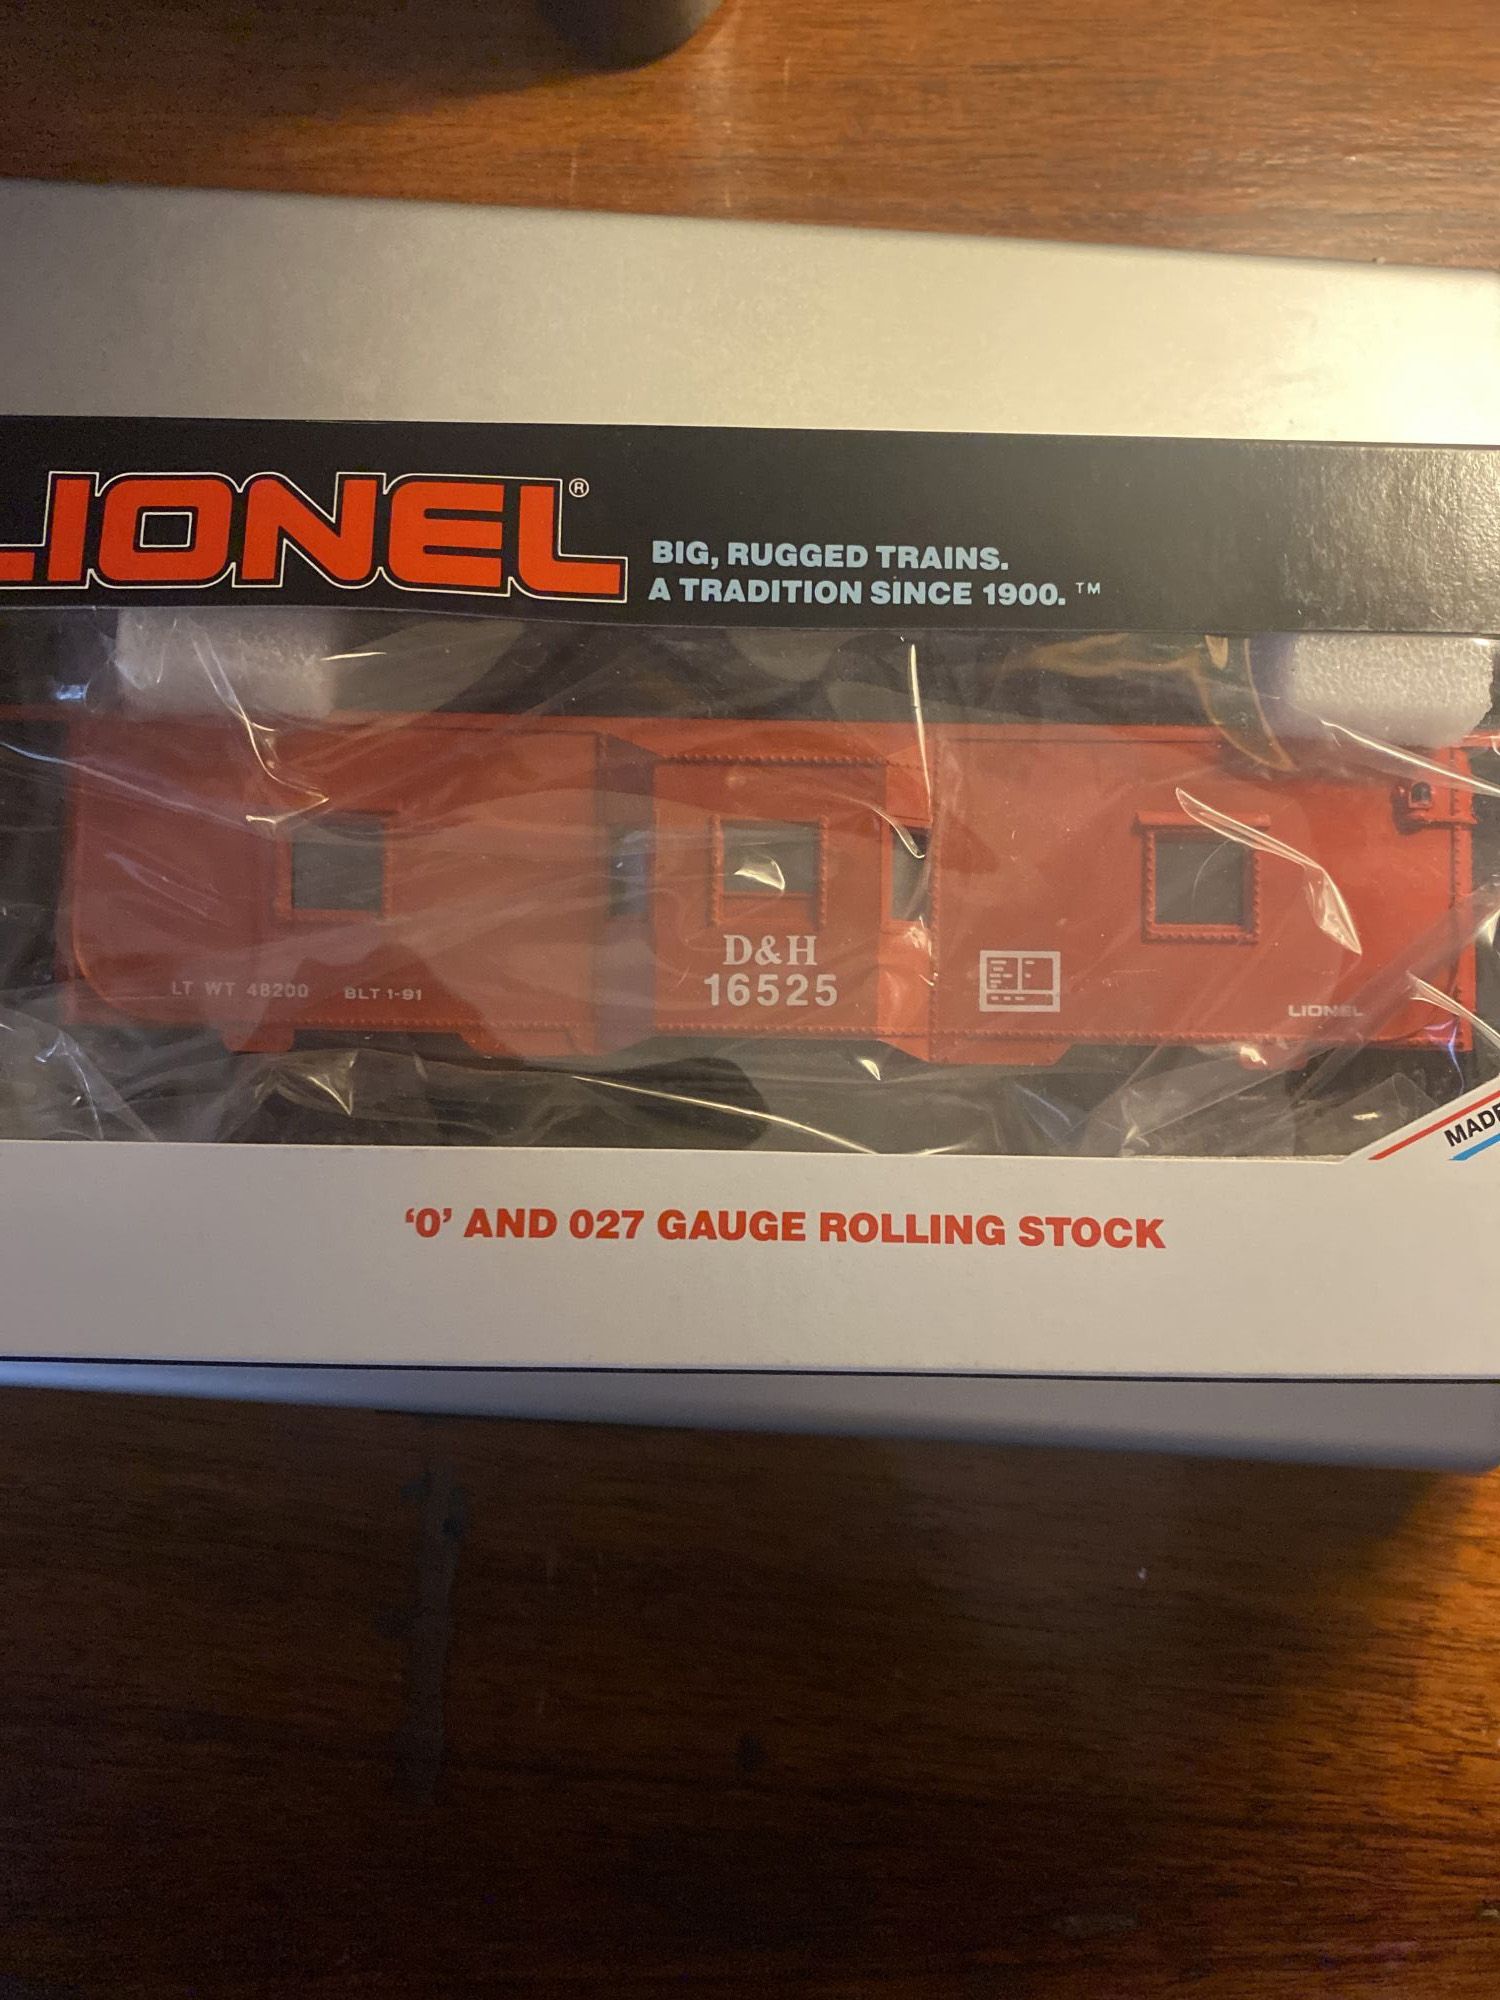 LIONEL®
BIG, RUGGED TRAINS.
A TRADITION SINCE 1900.™
D&H
16525
LT WT 48200 BLT 1-91
LIONEL
MADE
'O' AND 027 GAUGE ROLLING STOCK